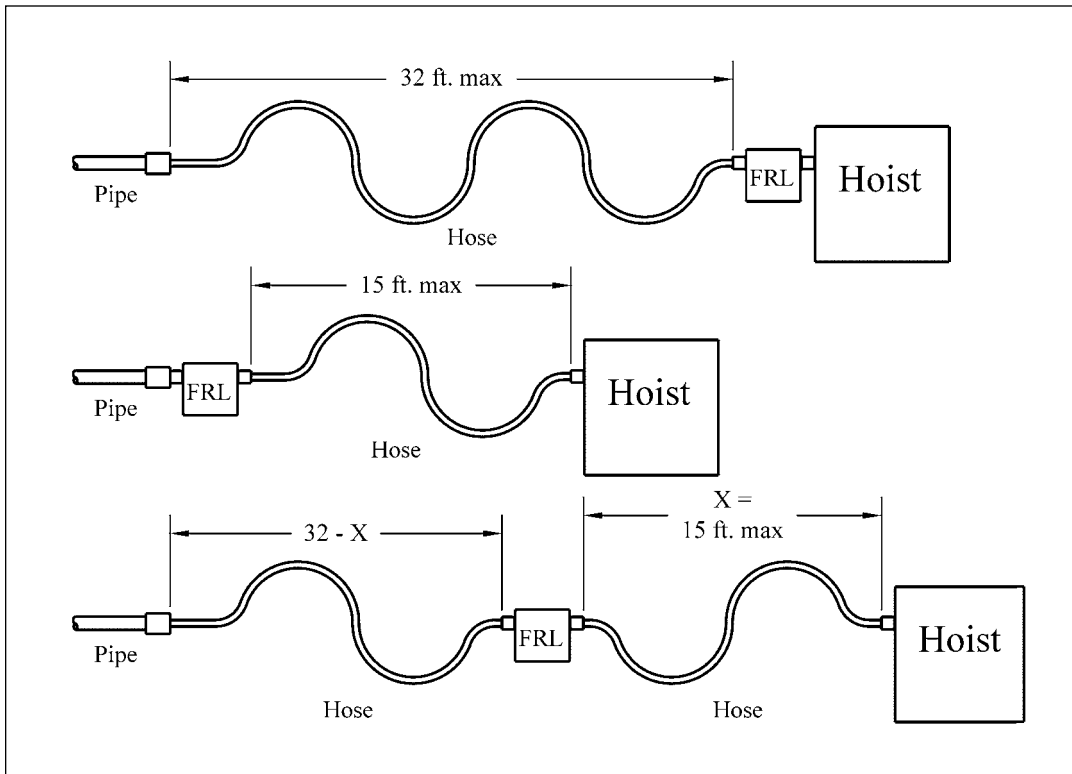 32 ft. max
Pipe
FRL
Hoist
Hose
15 ft. max
Pipe
FRL
Hoist
Hose
32 - X
X =
15 ft. max
Pipe
FRL
Hoist
Hose
Hose